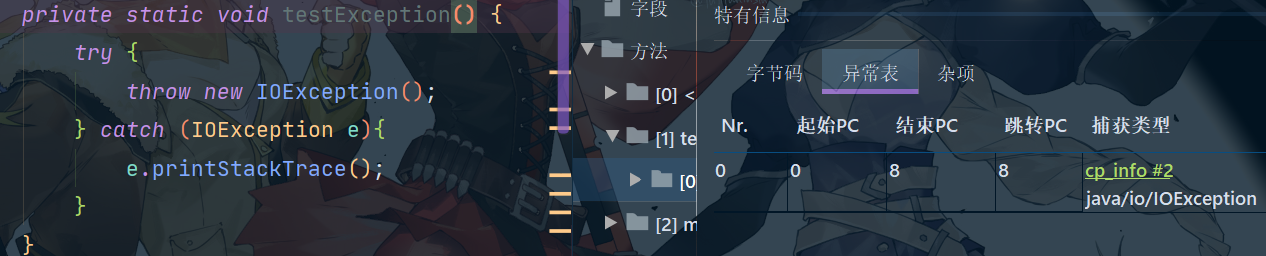 private static void testException() {
try {
throw new IOException();
} catch (IOException e){
e.printStackTrace();
}
}
字段
方法
[0] <
[1] te
[0
[2] m
特有信息
字节码 异常表 杂项
Nr. 起始PC 结束PC 跳转PC 捕获类型
0 0 8 8 cp_info #2
java/io/IOException